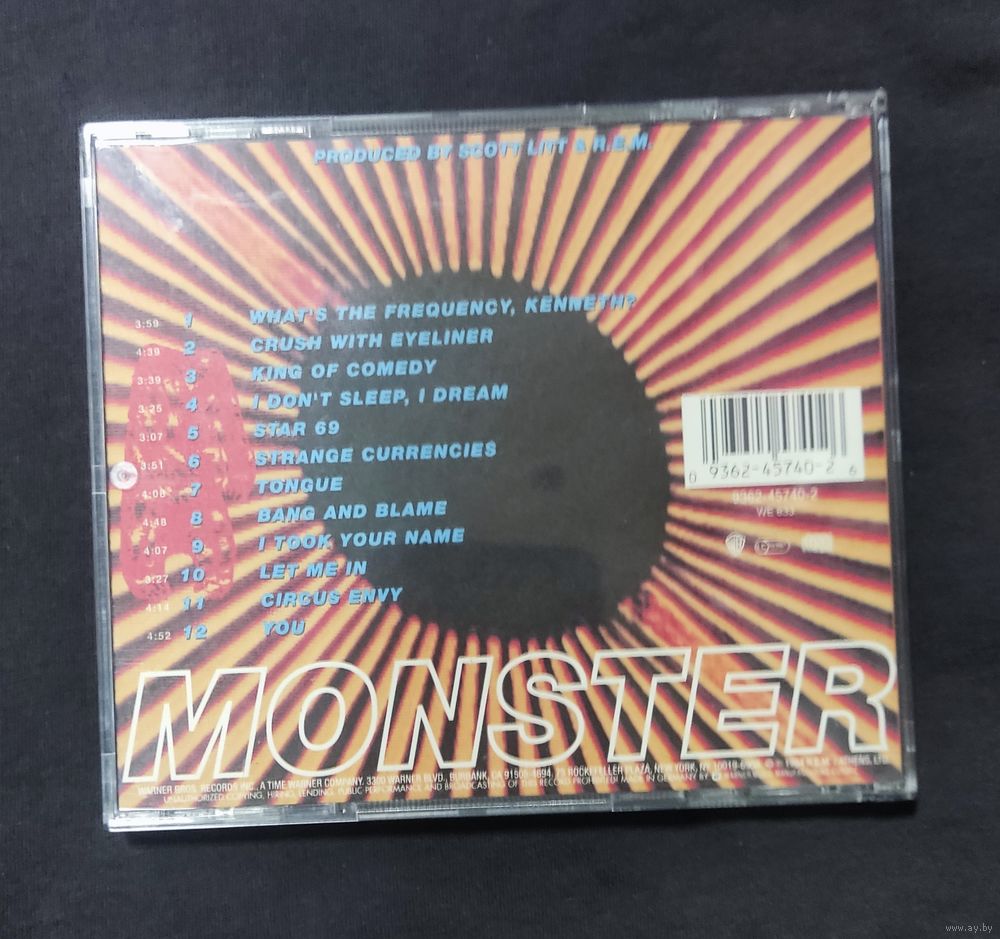 PRODUCED BY SCOTT LITT & R.E.M.
3:59 1 WHAT'S THE FREQUENCY, KENNETH?
4:39 2 CRUSH WITH EYELINER
3:39 3 KING OF COMEDY
3:25 4 I DON'T SLEEP, I DREAM
3:07 5 STAR 69
3:51 6 STRANGE CURRENCIES
4:08 7 TONGUE
4:48 8 BANG AND BLAME
4:07 9 I TOOK YOUR NAME
3:27 10 LET ME IN
4:14 11 CIRCUS ENVY
4:52 12 YOU
0 9362-45740-2 6
9362-45740-2
WE 833
MONSTER
WARNER BROS. RECORDS INC., A TIME WARNER COMPANY. 3300 WARNER BLVD., BURBANK, CA 91505-4694. 75 ROCKEFELLER PLAZA, NEW YORK, NY 1994 R.E.M./ATHENS, LTD.
UNAUTHORIZED COPYING, HIRING, LENDING, PUBLIC PERFORMANCE AND BROADCASTING OF THIS RECORD PROHIBITED. MADE IN GERMANY BY WARNER
www.ay.by